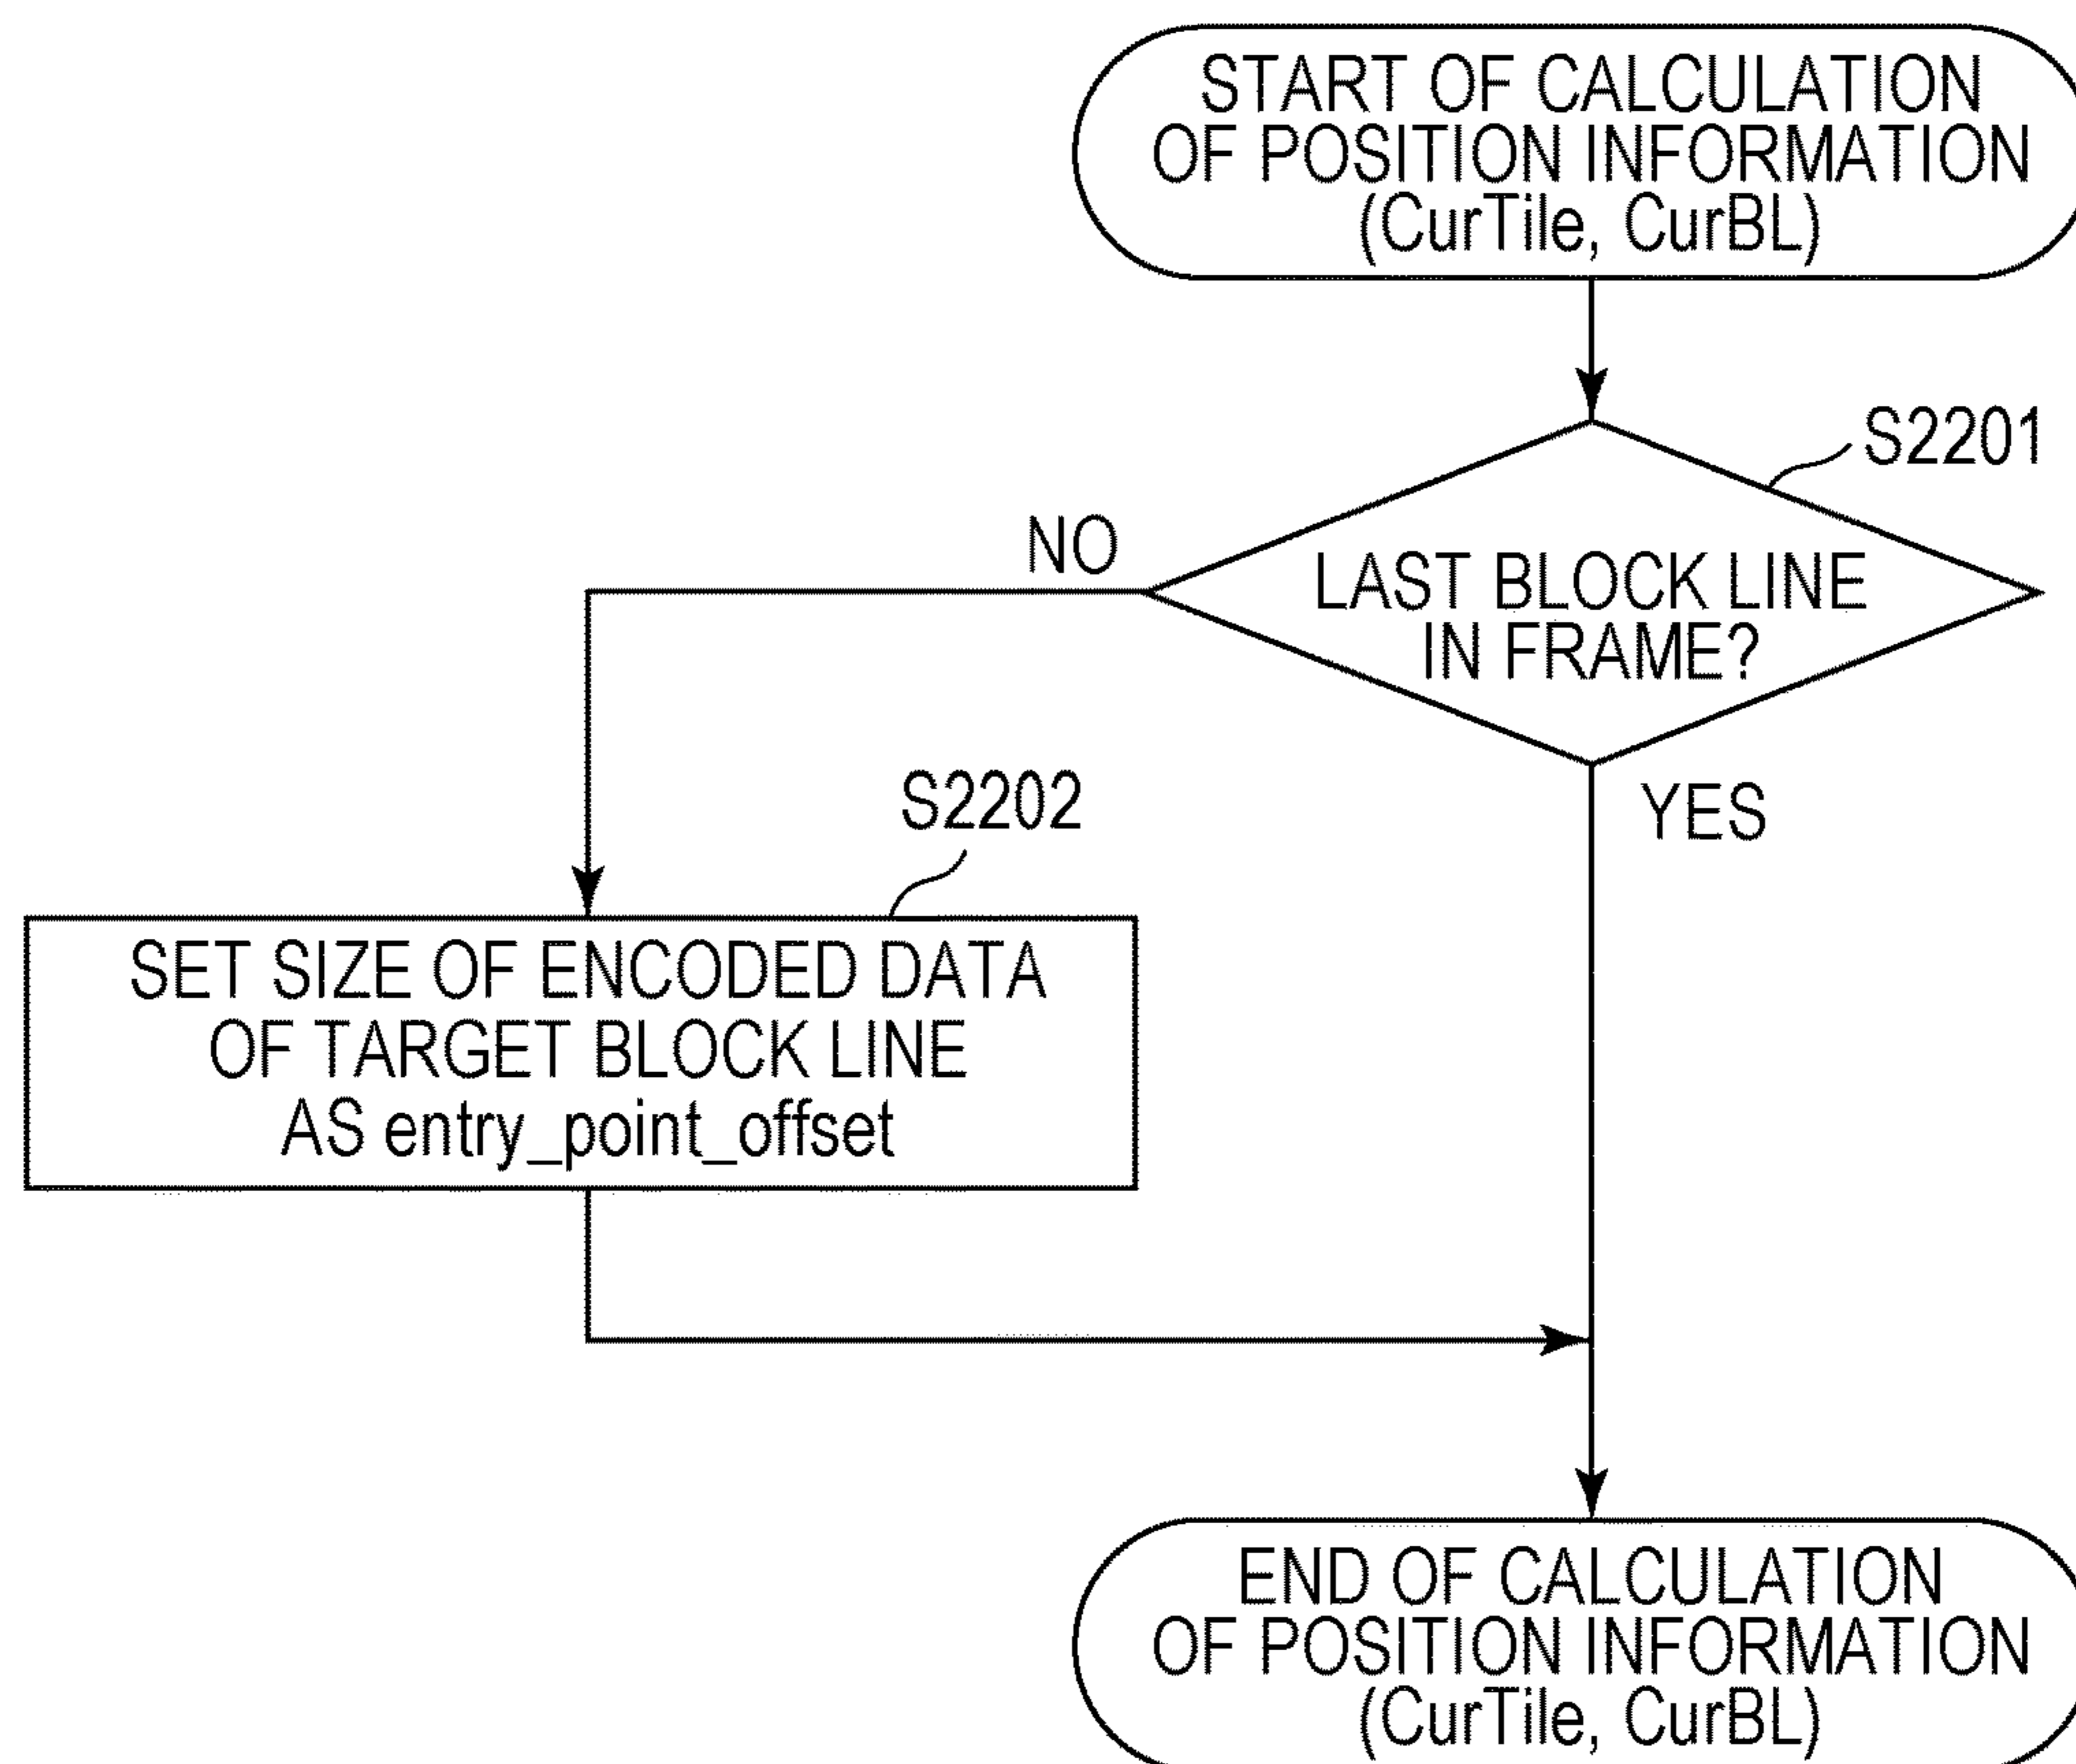 START OF CALCULATION
OF POSITION INFORMATION
(CurTile, CurBL)
S2201
NO
LAST BLOCK LINE
IN FRAME?
YES
S2202
SET SIZE OF ENCODED DATA
OF TARGET BLOCK LINE
AS entry_point_offset
END OF CALCULATION
OF POSITION INFORMATION
(CurTile, CurBL)